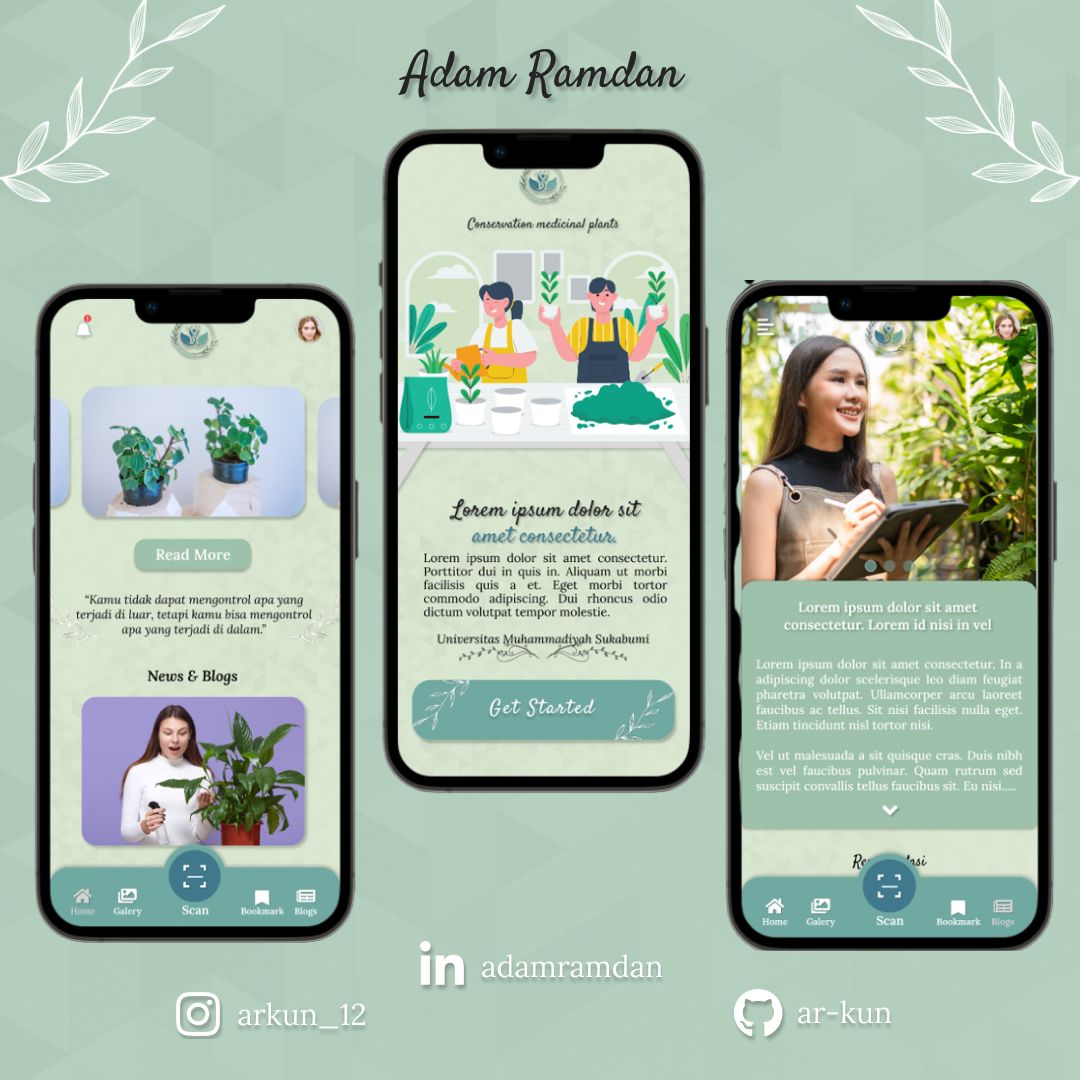 Adam Ramdan
Conservation medicinal plants
Lorem ipsum dolor sit
amet consectetur.
Lorem ipsum dolor sit amet consectetur.
Porttitor dui in quis in. Aliquam ut morbi
facilisis quis a et. Eget morbi tortor
commodo adipiscing. Dui rhoncus odio
dictum volutpat tempor molestie.
Universitas Muhammadiyah Sukabumi
Get Started
1
Read More
“Kamu tidak dapat mengontrol apa yang
terjadi di luar, tetapi kamu bisa mengontrol
apa yang terjadi di dalam.”
News & Blogs
Home
Galery
Scan
Bookmark
Blogs
Lorem ipsum dolor sit amet
consectetur. Lorem id nisi in vel
Lorem ipsum dolor sit amet consectetur. In a
adipiscing dolor scelerisque leo diam feugiat
pharetra volutpat. Ullamcorper arcu laoreet
faucibus ac tellus. Sit nisi facilisis nulla eget.
Etiam tincidunt nisl tortor nisi.
Vel ut malesuada a sit quisque cras. Duis nibh
est vel faucibus pulvinar. Quam rutrum sed
suscipit convallis tellus faucibus sit. Eu nisi.....
Home
Galery
Scan
Bookmark
Blogs
in adamramdan
arkun_12
ar-kun